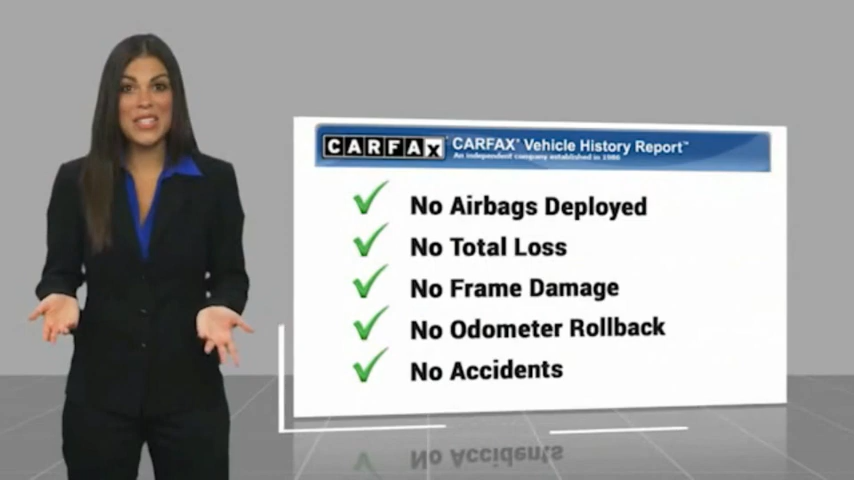 CARFAX CARFAX® Vehicle History Report™
An independent company established in 1986
No Airbags Deployed
No Total Loss
No Frame Damage
No Odometer Rollback
No Accidents
No Accidents